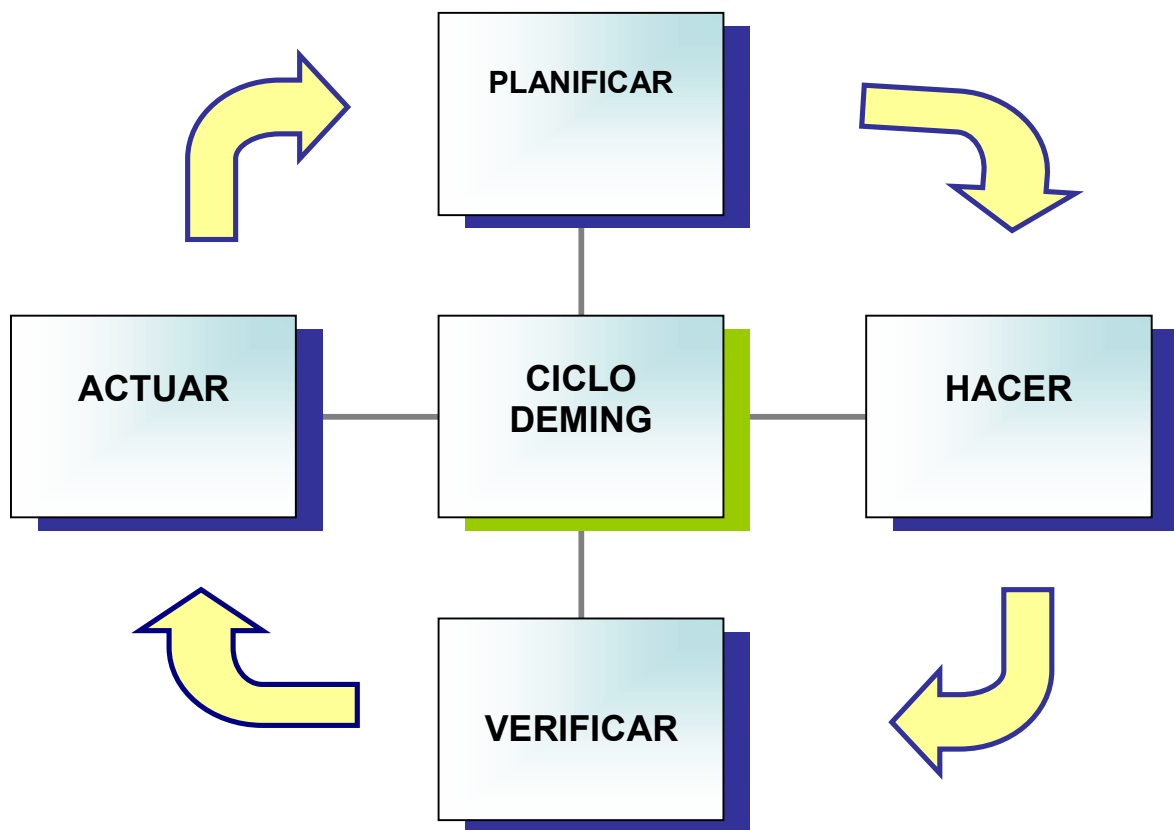 PLANIFICAR
ACTUAR
CICLO
DEMING
HACER
VERIFICAR